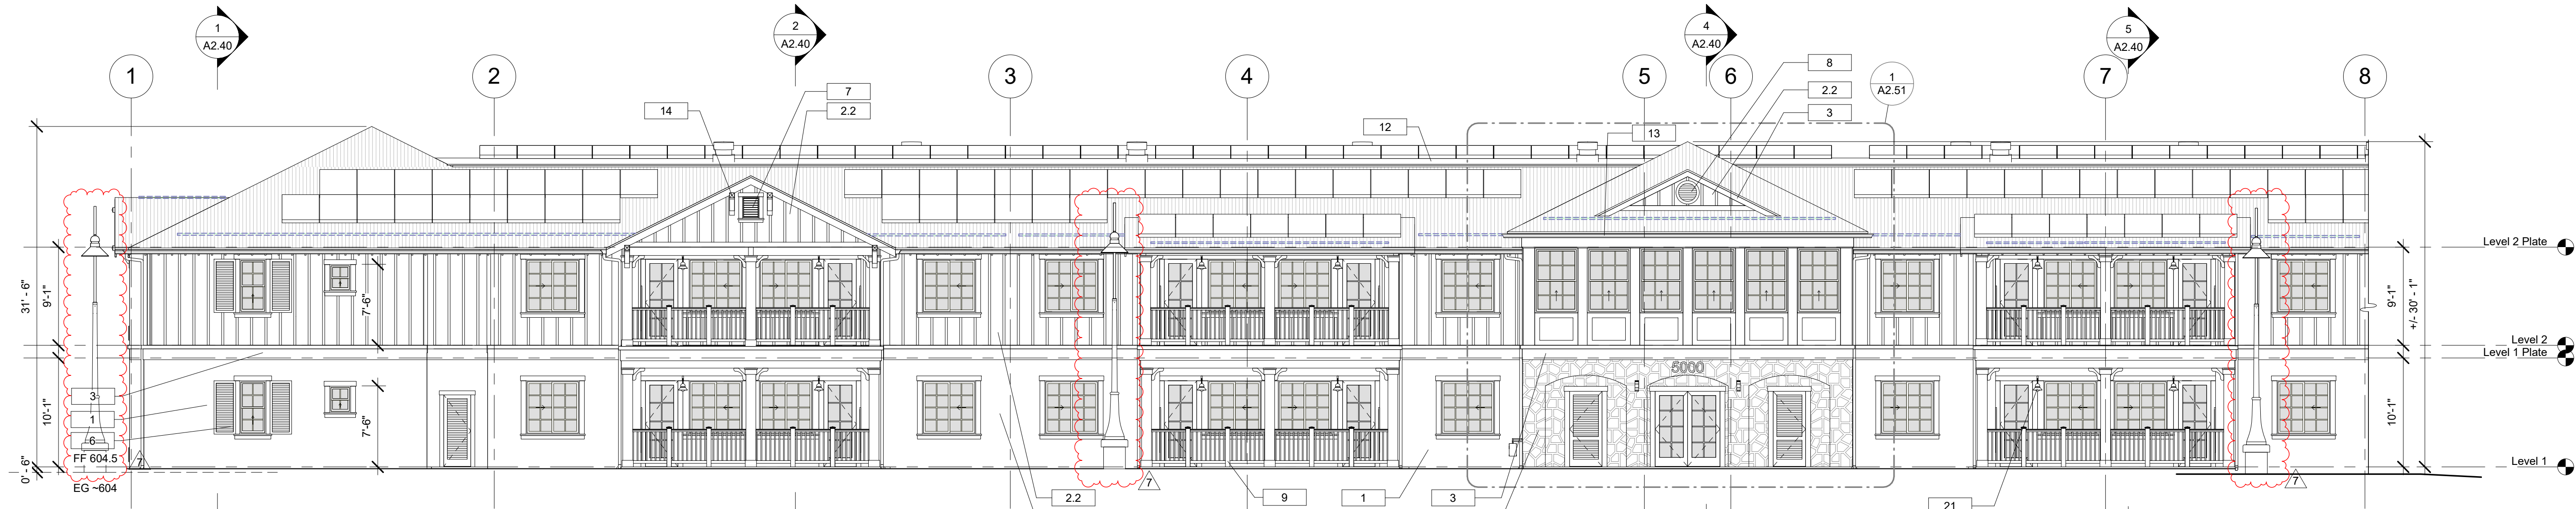 1
A2.40
2
A2.40
4
A2.40
5
A2.40
1
2
3
4
5
6
7
8
8
1
A2.51
7
2.2
2.2
14
3
12
13
31' - 6"
9'-1"
7'-6"
10'-1"
7'-6"
0' - 6"
3
1
6
FF 604.5
7
EG ~604
5000
9'-1"
+/- 30' - 1"
10'-1"
Level 2 Plate
Level 2
Level 1 Plate
Level 1
7
7
2.2
9
1
3
21